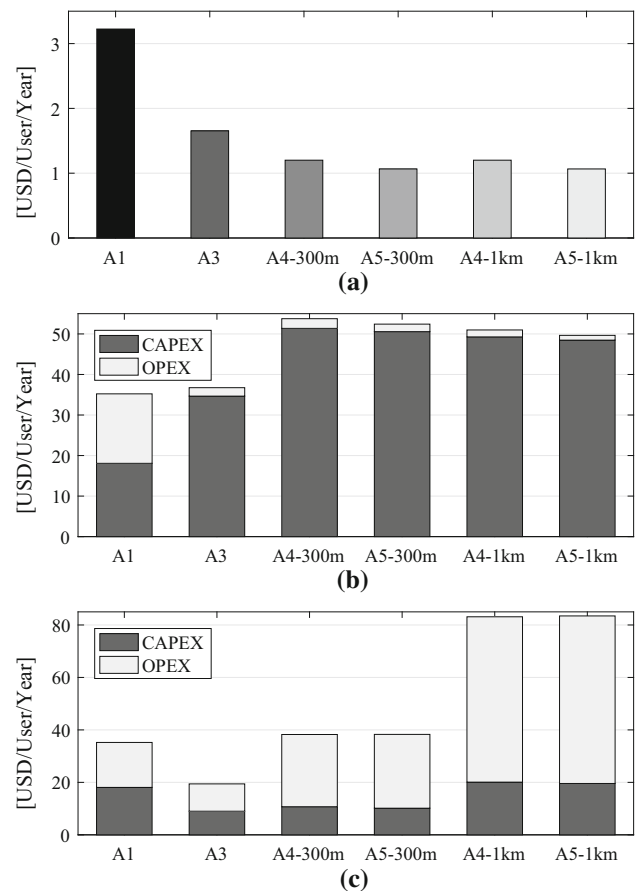 [USD/User/Year]
3
2
1
0
A1 A3 A4-300m A5-300m A4-1km A5-1km
(a)
[USD/User/Year]
50
40
30
20
10
0
CAPEX
OPEX
A1 A3 A4-300m A5-300m A4-1km A5-1km
(b)
[USD/User/Year]
80
60
40
20
0
CAPEX
OPEX
A1 A3 A4-300m A5-300m A4-1km A5-1km
(c)